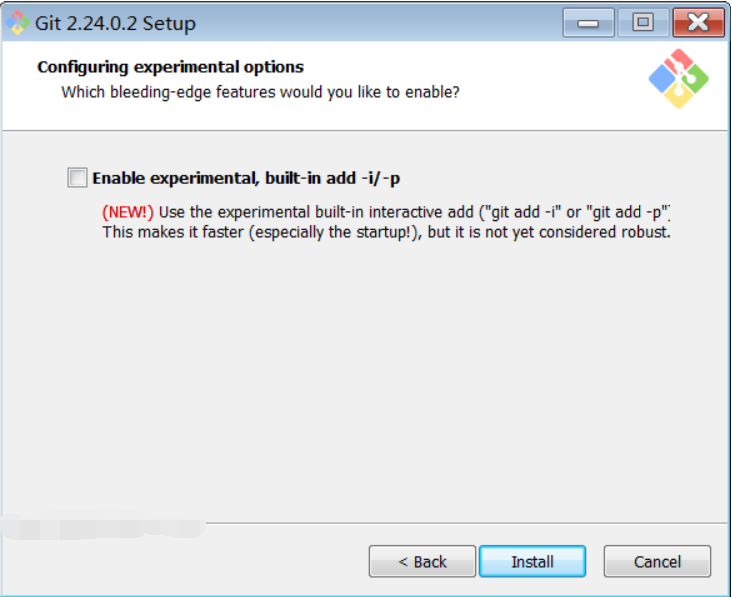 Git 2.24.0.2 Setup
Configuring experimental options
Which bleeding-edge features would you like to enable?
Enable experimental, built-in add -i/-p
(NEW!) Use the experimental built-in interactive add ("git add -i" or "git add -p")
This makes it faster (especially the startup!), but it is not yet considered robust.
< Back
Install
Cancel